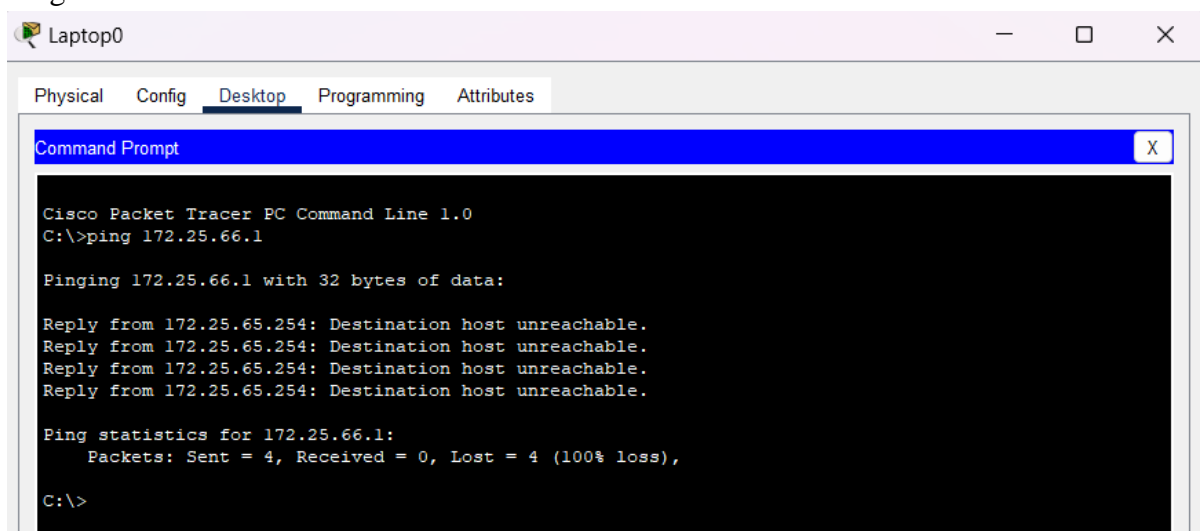 Laptop0
Physical Config Desktop Programming Attributes
Command Prompt
X
Cisco Packet Tracer PC Command Line 1.0
C:\>ping 172.25.66.1
Pinging 172.25.66.1 with 32 bytes of data:
Reply from 172.25.65.254: Destination host unreachable.
Reply from 172.25.65.254: Destination host unreachable.
Reply from 172.25.65.254: Destination host unreachable.
Reply from 172.25.65.254: Destination host unreachable.
Ping statistics for 172.25.66.1:
Packets: Sent = 4, Received = 0, Lost = 4 (100% loss),
C:\>